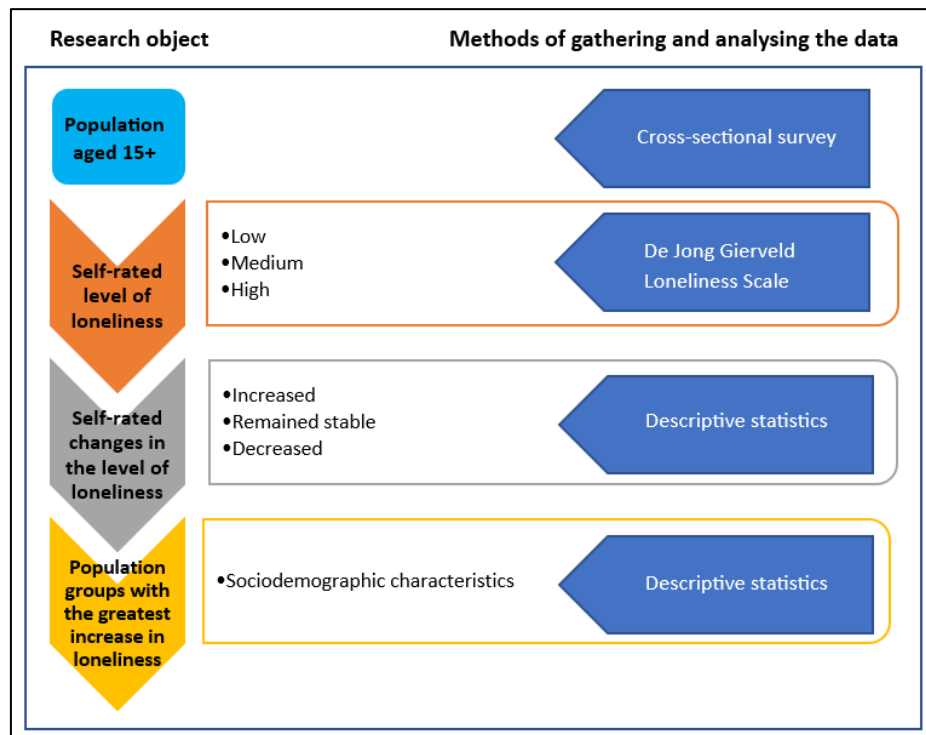 Research object
Methods of gathering and analysing the data
Population
aged 15+
Cross-sectional survey
Self-rated
level of
loneliness
•Low
•Medium
•High
De Jong Gierveld
Loneliness Scale
Self-rated
changes in
the level of
loneliness
•Increased
•Remained stable
•Decreased
Descriptive statistics
Population
groups with
the greatest
increase in
loneliness
•Sociodemographic characteristics
Descriptive statistics